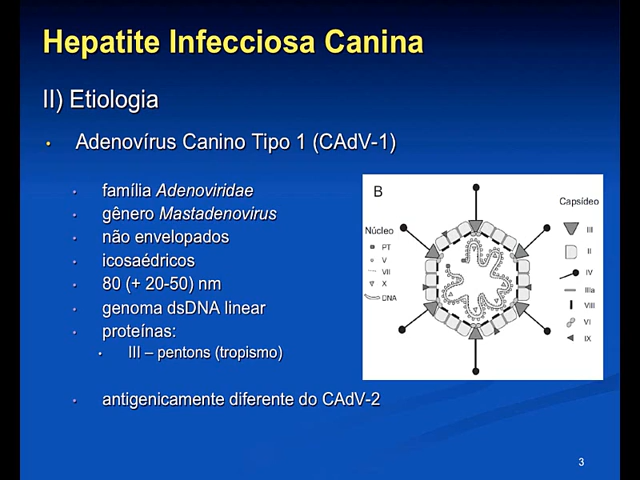 Hepatite Infecciosa Canina
II) Etiologia
• Adenovírus Canino Tipo 1 (CAdV-1)
• família Adenoviridae
• gênero Mastadenovirus
• não envelopados
• icosaédricos
• 80 (+ 20-50) nm
• genoma dsDNA linear
• proteínas:
• III – pentons (tropismo)
• antigenicamente diferente do CAdV-2
B
Núcleo
PT
V
VII
X
DNA
Capsídeo
III
II
IV
IIIa
VIII
VI
IX
3